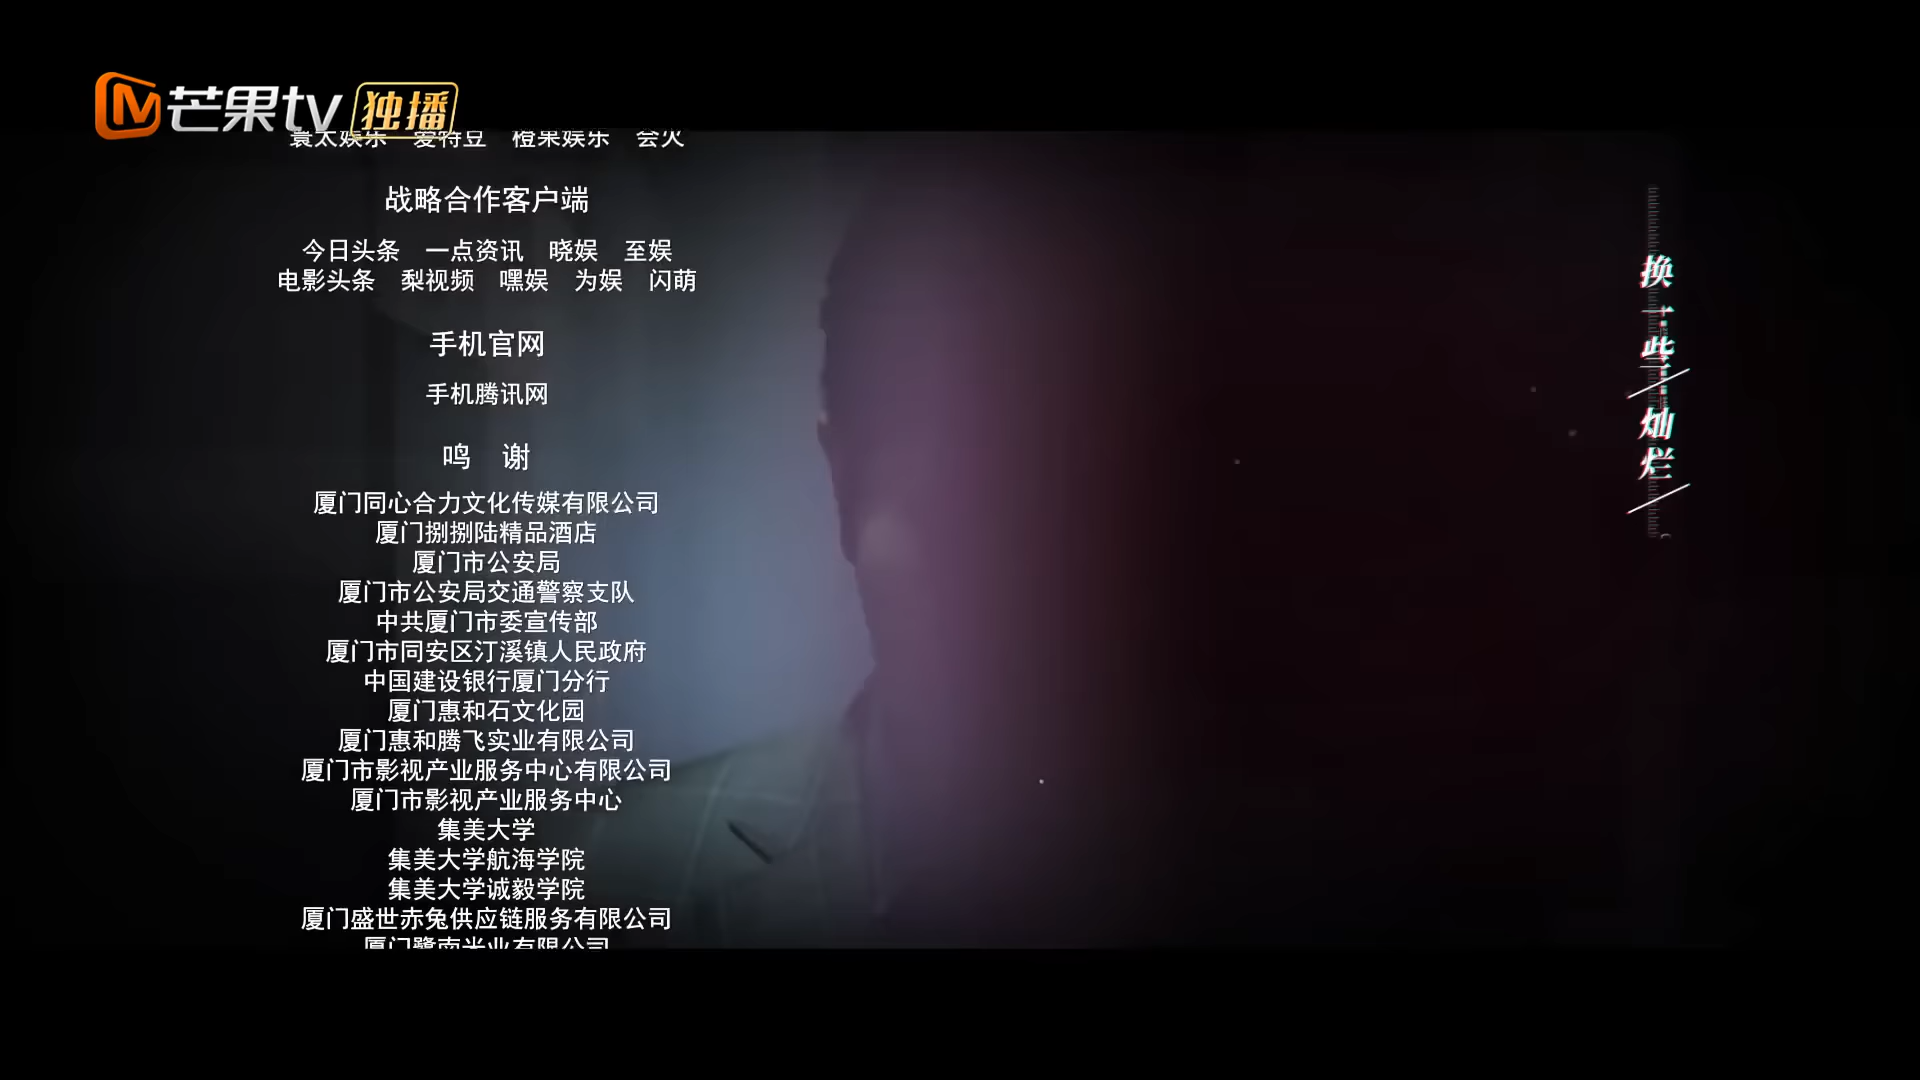 芒果tv 独播
战略合作客户端
今日头条 一点资讯 晓娱 至娱
电影头条 梨视频 嘿娱 为娱 闪萌
手机官网
手机腾讯网
鸣 谢
厦门同心合力文化传媒有限公司
厦门捌捌陆精品酒店
厦门市公安局
厦门市公安局交通警察支队
中共厦门市委宣传部
厦门市同安区汀溪镇人民政府
中国建设银行厦门分行
厦门惠和石文化园
厦门惠和腾飞实业有限公司
厦门市影视产业服务中心有限公司
厦门市影视产业服务中心
集美大学
集美大学航海学院
集美大学诚毅学院
厦门盛世赤兔供应链服务有限公司
换一些灿烂